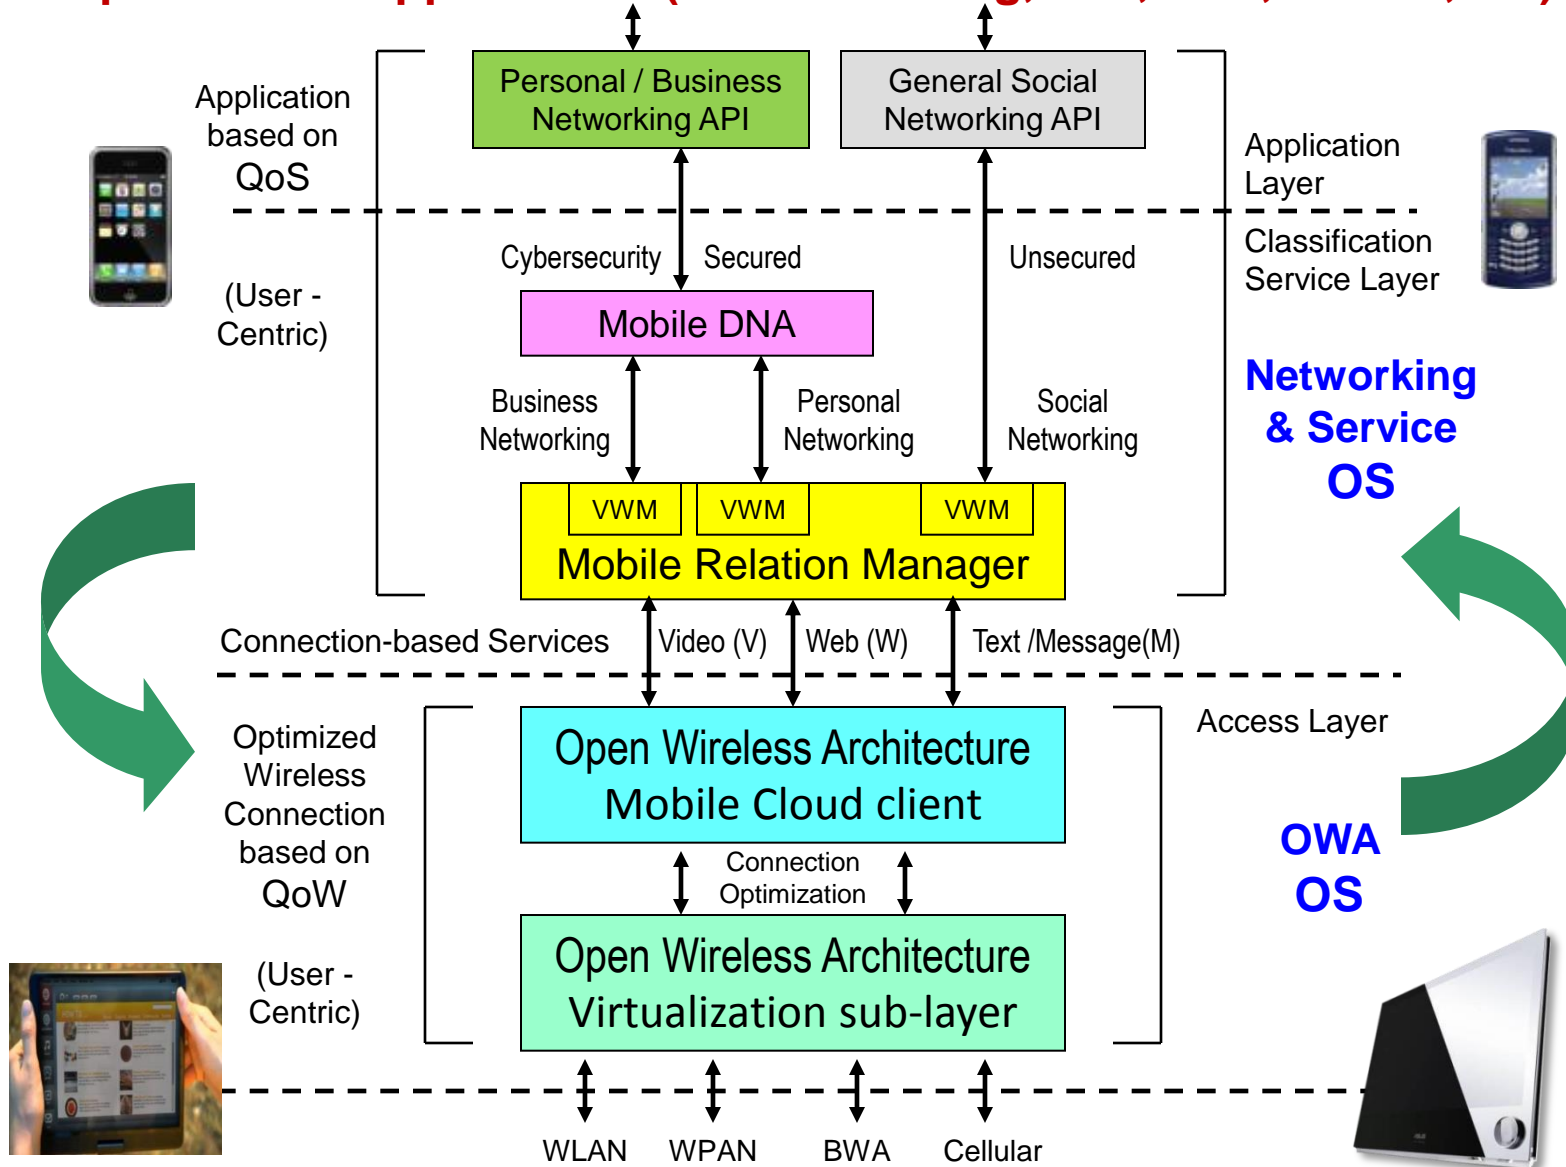 Personal / Business
Networking API
General Social
Networking API
Application
based on
QoS
Application
Layer
Cybersecurity
Secured
Unsecured
Classification
Service Layer
(User -
Centric)
Mobile DNA
Business
Networking
Personal
Networking
Social
Networking
Networking
& Service
OS
VWM
VWM
VWM
Mobile Relation Manager
Connection-based Services
Video (V)
Web (W)
Text /Message(M)
Access Layer
Optimized
Wireless
Connection
based on
QoW
Open Wireless Architecture
Mobile Cloud client
Connection
Optimization
OWA
OS
(User -
Centric)
Open Wireless Architecture
Virtualization sub-layer
WLAN
WPAN
BWA
Cellular